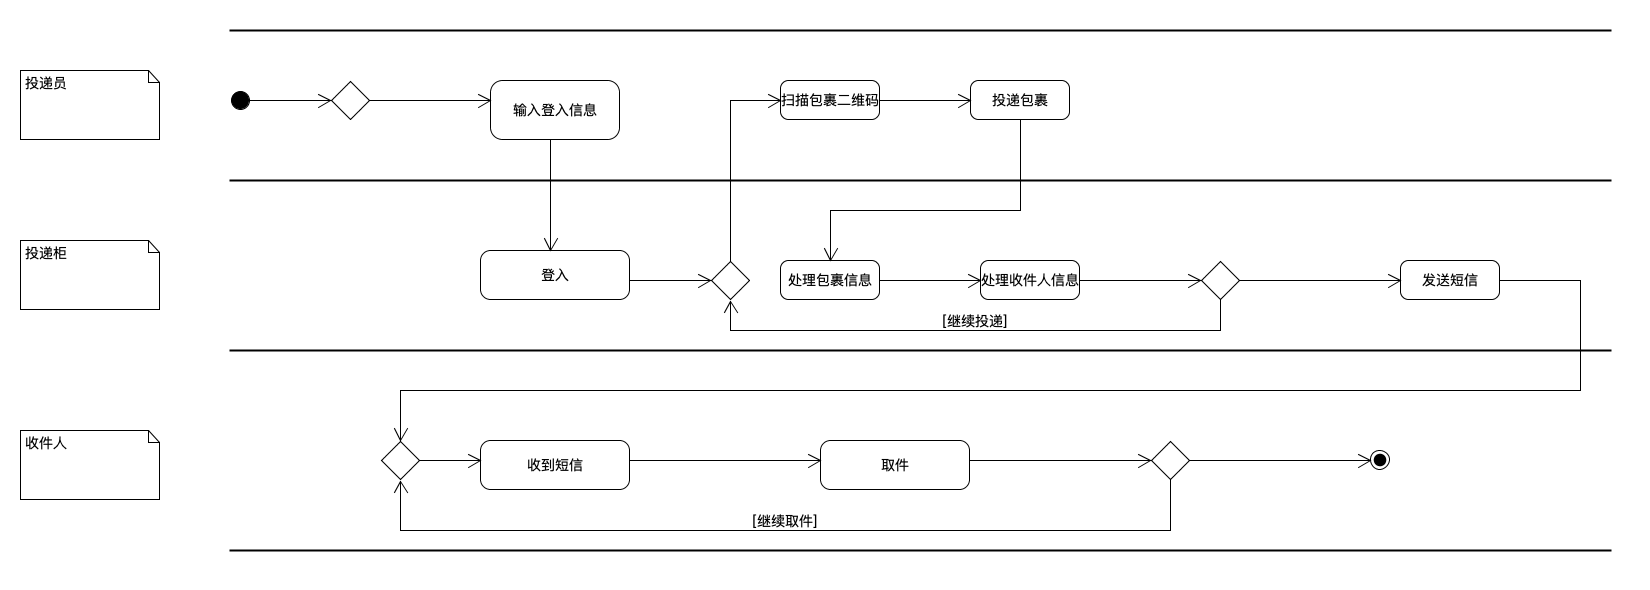 投递员
输入登入信息
扫描包裹二维码
投递包裹
投递柜
登入
处理包裹信息
处理收件人信息
发送短信
[继续投递]
收件人
收到短信
取件
[继续取件]